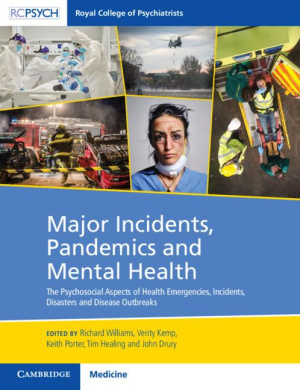 RCPSYCH Royal College of Psychiatrists
Major Incidents,
Pandemics and
Mental Health
The Psychosocial Aspects of Health Emergencies, Incidents,
Disasters and Disease Outbreaks
EDITED BY Richard Williams, Verity Kemp,
Keith Porter, Tim Healing and John Drury
CAMBRIDGE Medicine